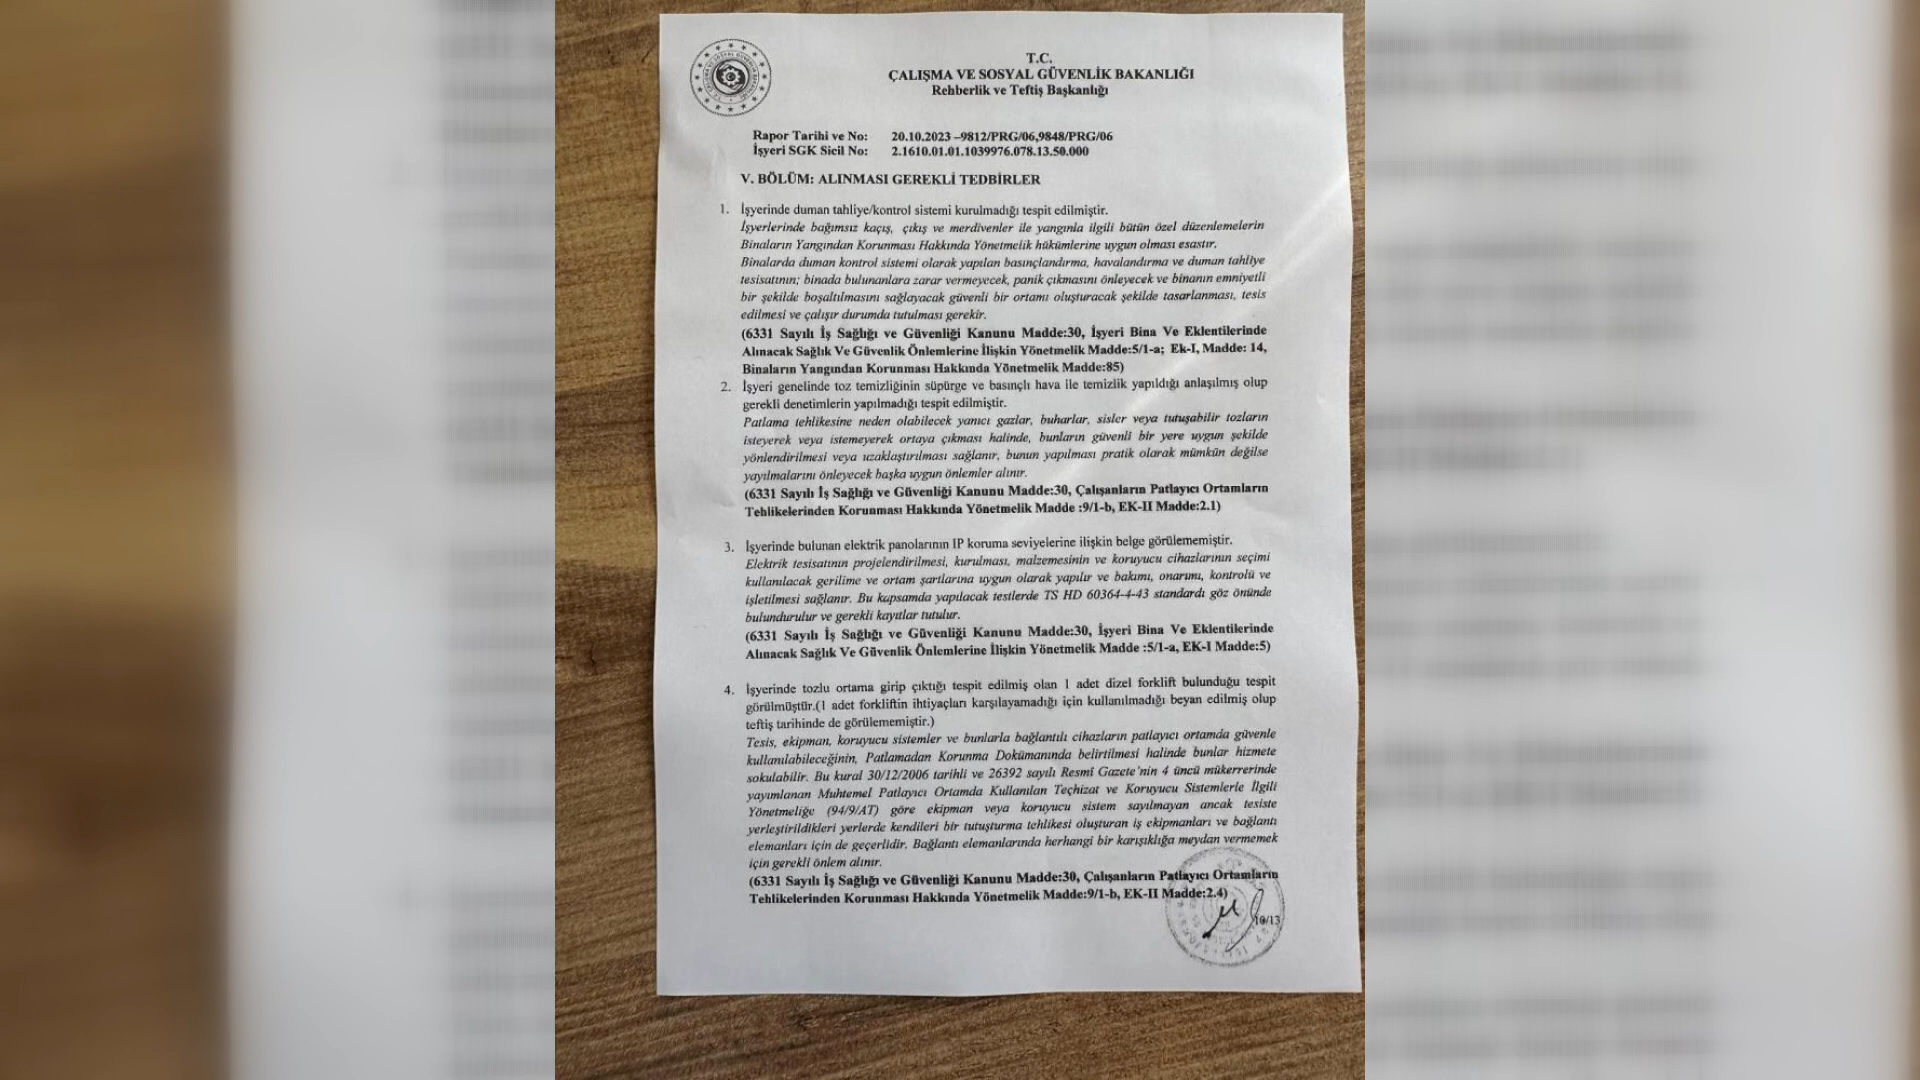 T.C.
ÇALIŞMA VE SOSYAL GÜVENLİK BAKANLIĞI
Rehberlik ve Teftiş Başkanlığı
Rapor Tarihi ve No: 20.10.2023 –9812/PRG/06,9848/PRG/06
İşyeri SGK Sicil No: 2.1610.01.01.1039976.078.13.50.000
V. BÖLÜM: ALINMASI GEREKLİ TEDBİRLER
1. İşyerinde duman tahliye/kontrol sistemi kurulmadığı tespit edilmiştir.
İşyerlerinde bağımsız kaçış, çıkış ve merdivenler ile yangınla ilgili bütün özel düzenlemelerin
Binaların Yangından Korunması Hakkında Yönetmelik hükümlerine uygun olması esastır.
Binalarda duman kontrol sistemi olarak yapılan basınçlandırma, havalandırma ve duman tahliye
tesisatının; binada bulunanlara zarar vermeyecek, panik çıkmasını önleyecek ve binanın emniyetli
bir şekilde boşaltılmasını sağlayacak güvenli bir ortamı oluşturacak şekilde tasarlanması, tesis
edilmesi ve çalışır durumda tutulması gerekir.
(6331 Sayılı İş Sağlığı ve Güvenliği Kanunu Madde:30, İşyeri Bina Ve Eklentilerinde
Alınacak Sağlık Ve Güvenlik Önlemlerine İlişkin Yönetmelik Madde:5/1-a; Ek-I, Madde: 14,
Binaların Yangından Korunması Hakkında Yönetmelik Madde:85)
2. İşyeri genelinde toz temizliğinin süpürge ve basınçlı hava ile temizlik yapıldığı anlaşılmış olup
gerekli denetimlerin yapılmadığı tespit edilmiştir.
Patlama tehlikesine neden olabilecek yanıcı gazlar, buharlar, sisler veya tutuşabilir tozların
isteyerek veya istemeyerek ortaya çıkması halinde, bunların güvenli bir yere uygun şekilde
yönlendirilmesi veya uzaklaştırılması sağlanır, bunun yapılması pratik olarak mümkün değilse
yayılmalarını önleyecek başka uygun önlemler alınır.
(6331 Sayılı İş Sağlığı ve Güvenliği Kanunu Madde:30, Çalışanların Patlayıcı Ortamların
Tehlikelerinden Korunması Hakkında Yönetmelik Madde :9/1-b, EK-II Madde:2.1)
3. İşyerinde bulunan elektrik panolarının IP koruma seviyelerine ilişkin belge görülememiştir.
Elektrik tesisatının projelendirilmesi, kurulması, malzemesinin ve koruyucu cihazlarının seçimi
kullanılacak gerilime ve ortam şartlarına uygun olarak yapılır ve bakımı, onarımı, kontrolü ve
işletilmesi sağlanır. Bu kapsamda yapılacak testlerde TS HD 60364-4-43 standardı göz önünde
bulundurulur ve gerekli kayıtlar tutulur.
(6331 Sayılı İş Sağlığı ve Güvenliği Kanunu Madde:30, İşyeri Bina Ve Eklentilerinde
Alınacak Sağlık Ve Güvenlik Önlemlerine İlişkin Yönetmelik Madde :5/1-a, EK-I Madde:5)
4. İşyerinde tozlu ortama girip çıktığı tespit edilmiş olan 1 adet dizel forklift bulunduğu tespit
görülmüştür.(1 adet forkliftin ihtiyaçları karşılayamadığı için kullanılmadığı beyan edilmiş olup
teftiş tarihinde de görülememiştir.)
Tesis, ekipman, koruyucu sistemler ve bunlarla bağlantılı cihazların patlayıcı ortamda güvenle
kullanılabileceğinin, Patlamadan Korunma Dokümanında belirtilmesi halinde bunlar hizmete
sokulabilir. Bu kural 30/12/2006 tarihli ve 26392 sayılı Resmî Gazete'nin 4 üncü mükerrerinde
yayımlanan Muhtemel Patlayıcı Ortamda Kullanılan Teçhizat ve Koruyucu Sistemlerle İlgili
Yönetmeliğe (94/9/AT) göre ekipman veya koruyucu sistem sayılmayan ancak tesiste
yerleştirildikleri yerlerde kendileri bir tutuşturma tehlikesi oluşturan iş ekipmanları ve bağlantı
elemanları için de geçerlidir. Bağlantı elemanlarında herhangi bir karışıklığa meydan vermemek
için gerekli önlem alınır.
(6331 Sayılı İş Sağlığı ve Güvenliği Kanunu Madde:30, Çalışanların Patlayıcı Ortamların
Tehlikelerinden Korunması Hakkında Yönetmelik Madde:9/1-b, EK-II Madde:2.4)
10/13